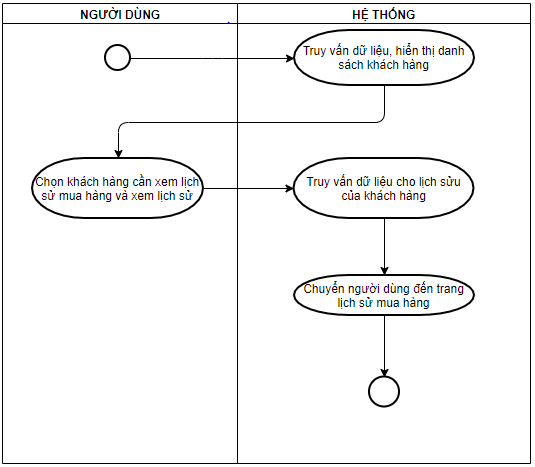 NGƯỜI DÙNG
HỆ THỐNG
Truy vấn dữ liệu, hiển thị danh
sách khách hàng
Chọn khách hàng cần xem lịch
sử mua hàng và xem lịch sử
Truy vấn dữ liệu cho lịch sửu
của khách hàng
Chuyển người dùng đến trang
lịch sử mua hàng